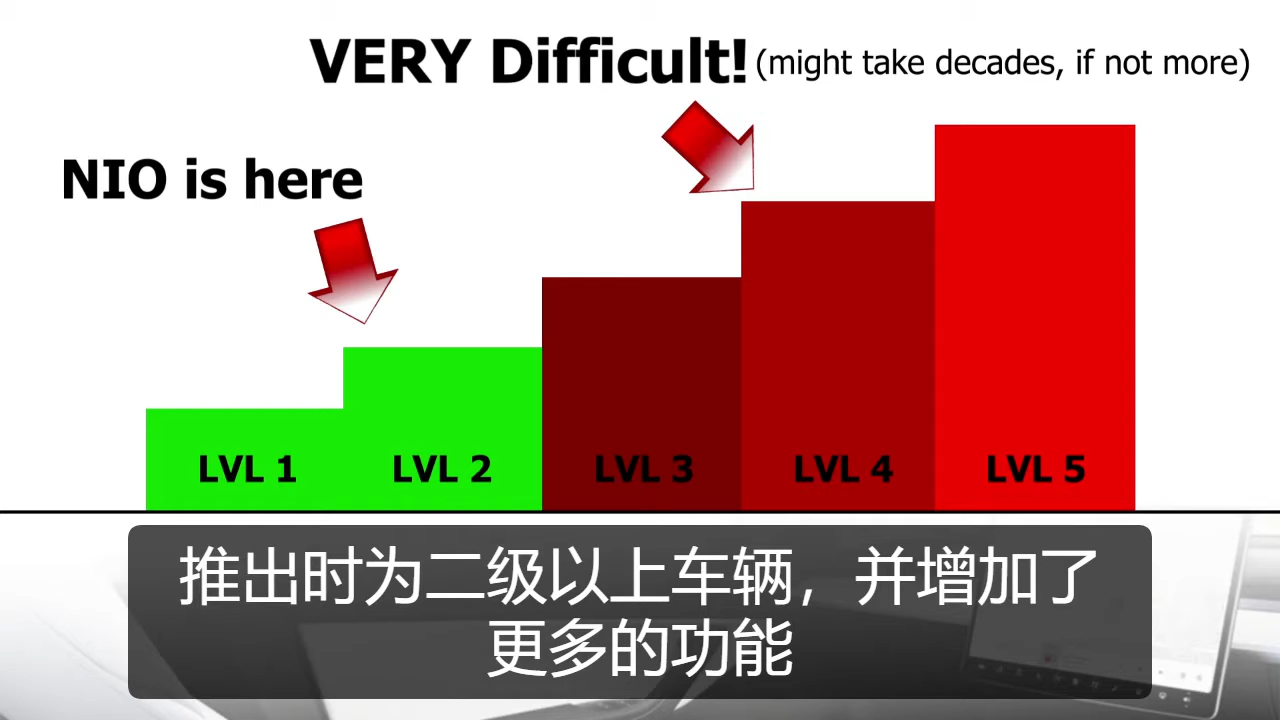 VERY Difficult! (might take decades, if not more)
NIO is here
LVL 1 LVL 2 LVL 3 LVL 4 LVL 5
推出时为二级以上车辆，并增加了
更多的功能